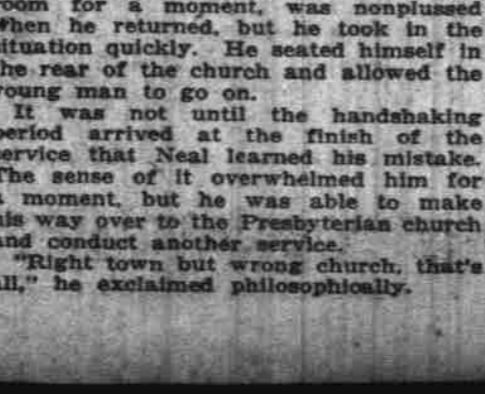 room for a moment, was nonplussed
when he returned, but he took in the
situation quickly. He seated himself in
the rear of the church and allowed the
young man to go on.
It was not until the handshaking
period arrived at the finish of the
service that Neal learned his mistake.
The sense of it overwhelmed him for
a moment, but he was able to make
his way over to the Presbyterian church
and conduct another service.
"Right town but wrong church, that's
all," he exclaimed philosophically.